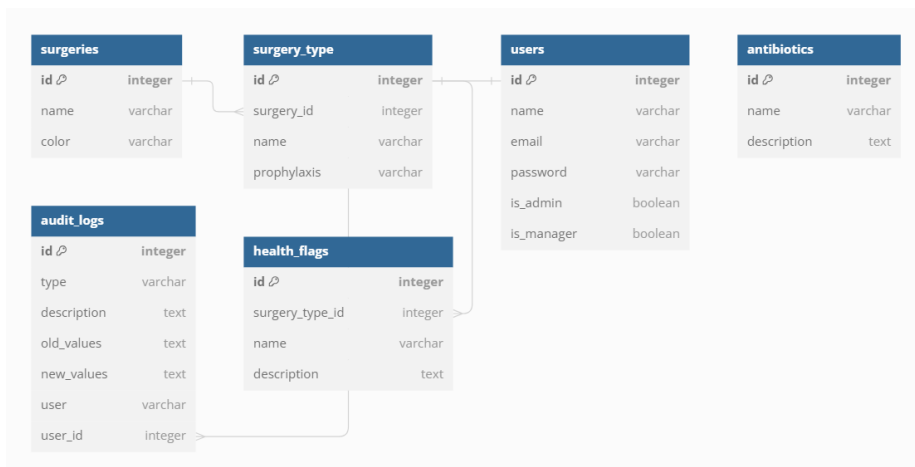 surgeries
id integer
name varchar
color varchar
surgery_type
id integer
surgery_id integer
name varchar
prophylaxis varchar
users
id integer
name varchar
email varchar
password varchar
is_admin boolean
is_manager boolean
antibiotics
id integer
name varchar
description text
audit_logs
id integer
type varchar
description text
old_values text
new_values text
user varchar
user_id integer
health_flags
id integer
surgery_type_id integer
name varchar
description text